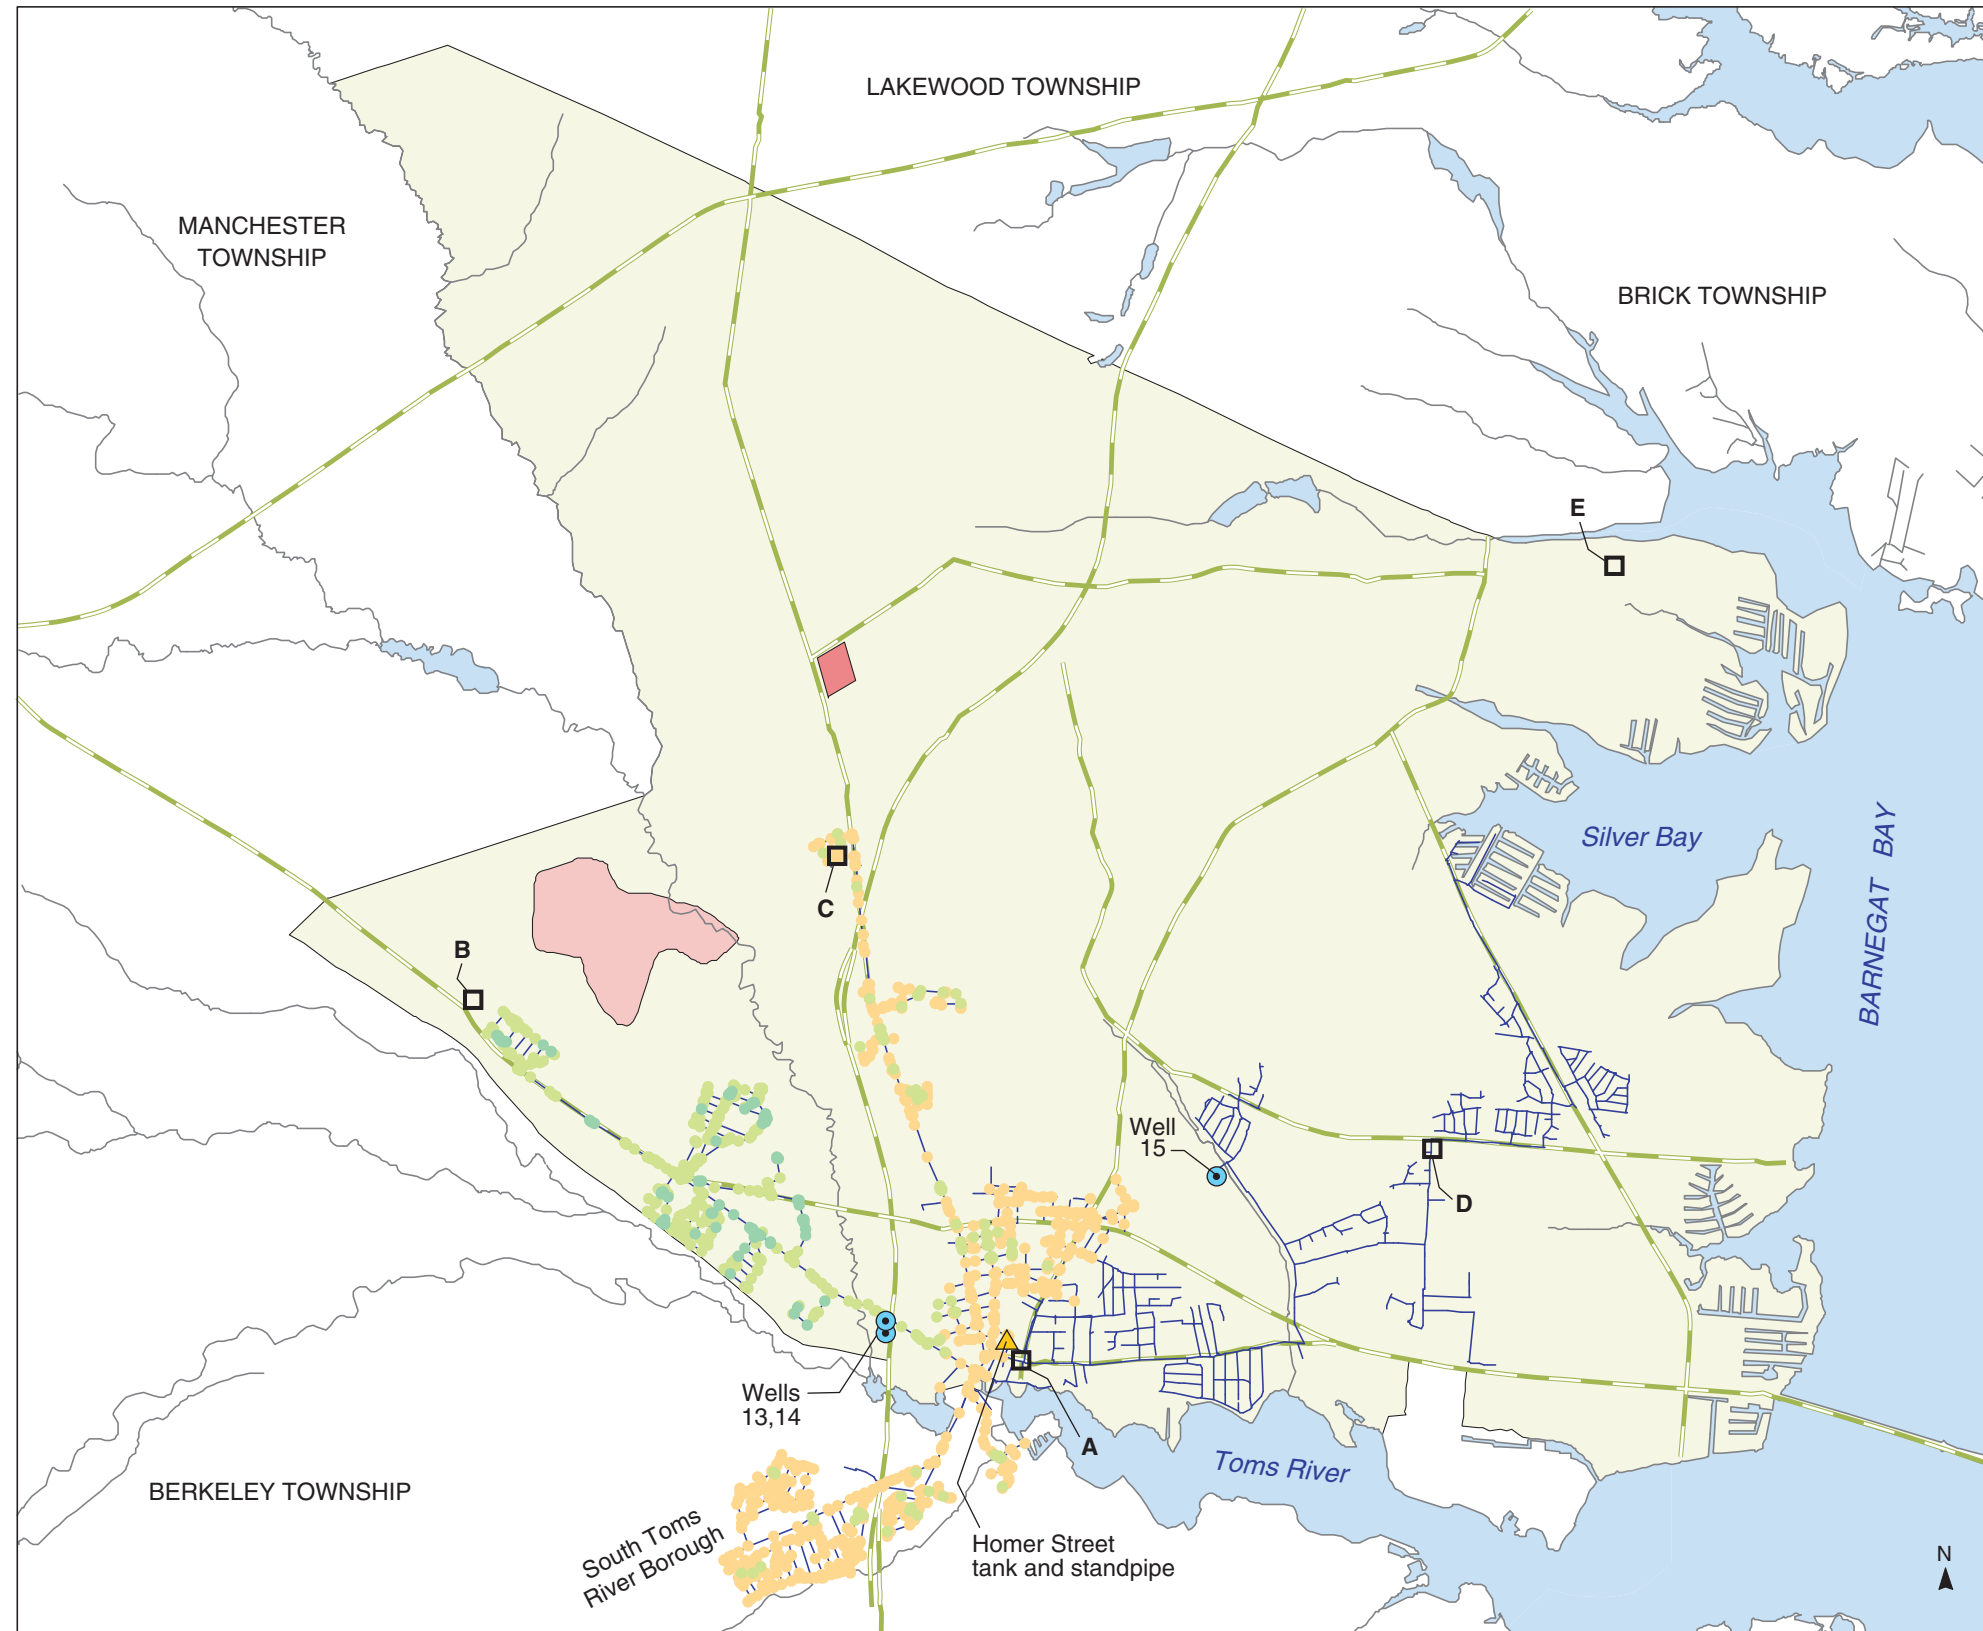 LAKEWOOD TOWNSHIP
MANCHESTER
TOWNSHIP
BRICK TOWNSHIP
E
Silver Bay
BARNEGAT BAY
C
B
Well
15
D
Wells
13,14
A
Toms River
BERKELEY TOWNSHIP
South Toms
River Borough
Homer Street
tank and standpipe
N